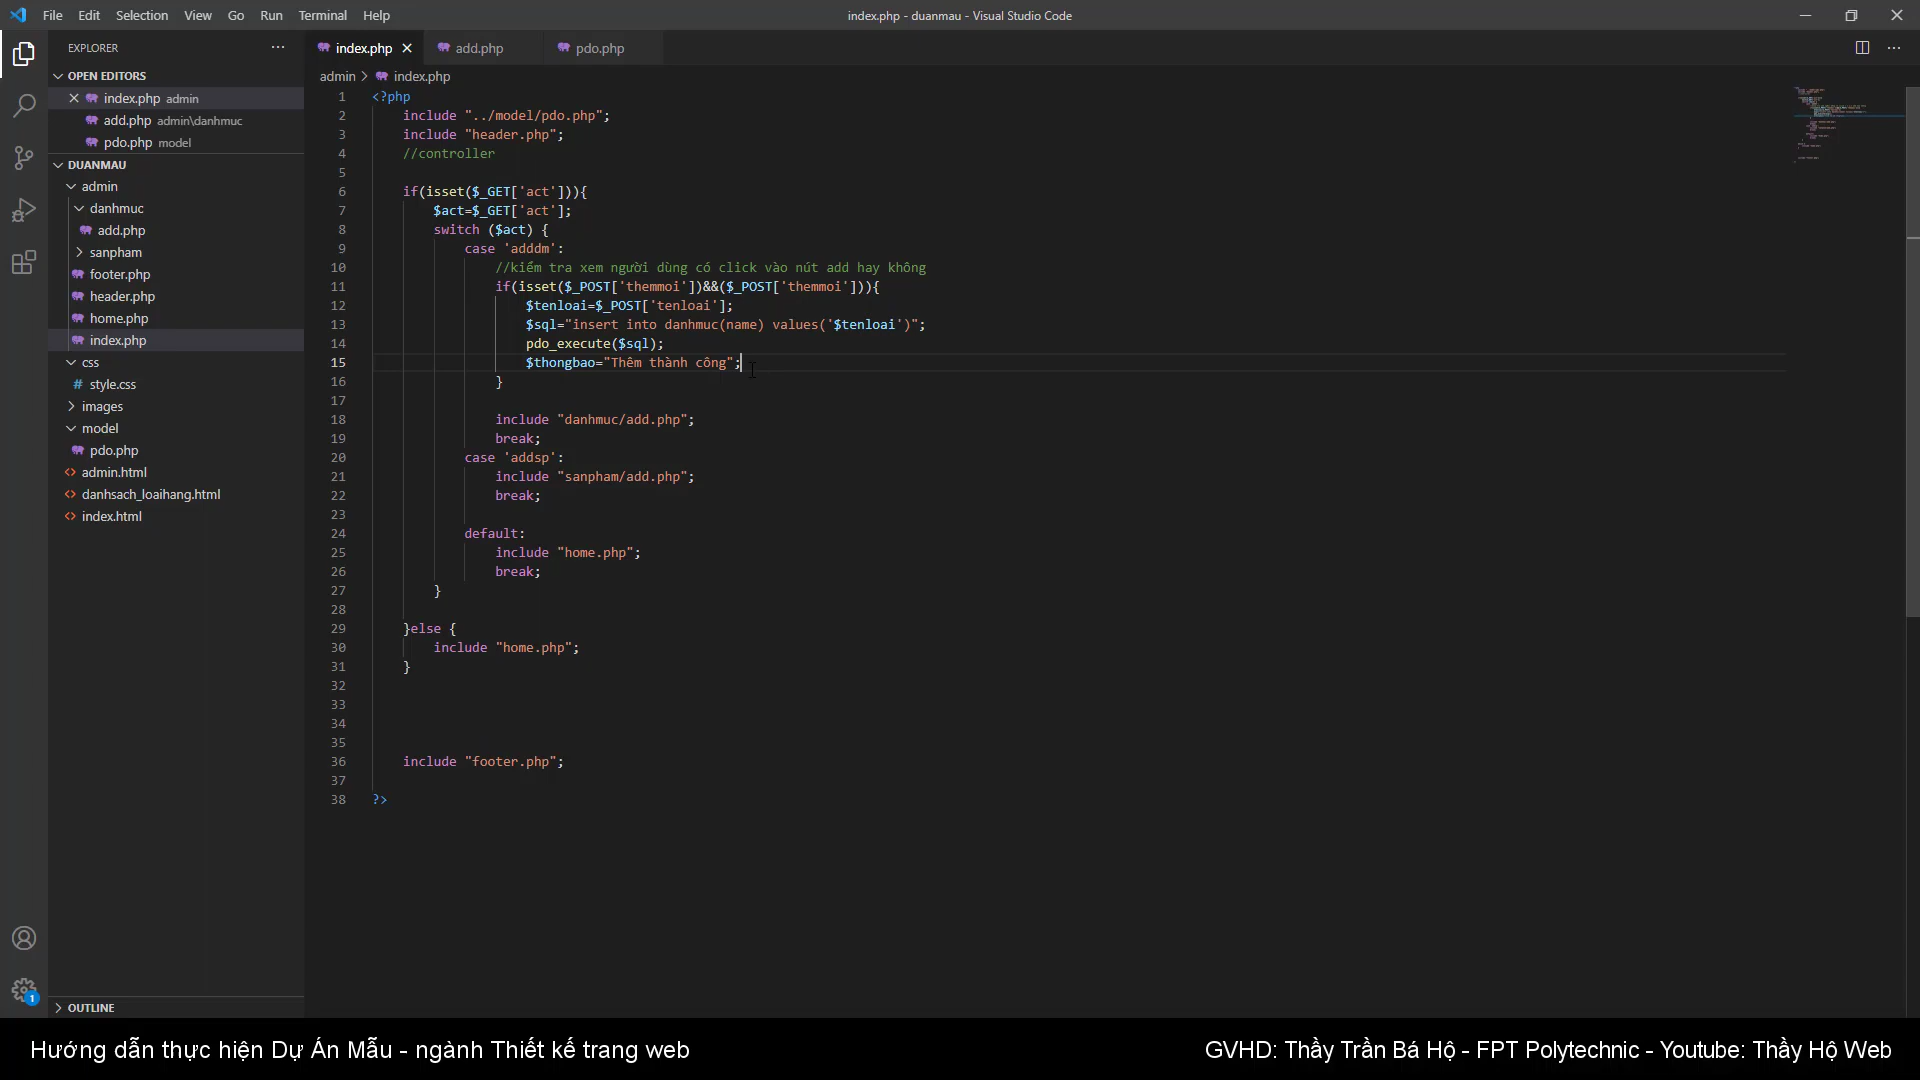 File Edit Selection View Go Run Terminal Help
index.php - duanmau - Visual Studio Code
EXPLORER
OPEN EDITORS
index.php admin
add.php admin\danhmuc
pdo.php model
DUANMAU
admin
danhmuc
add.php
sanpham
footer.php
header.php
home.php
index.php
css
style.css
images
model
pdo.php
admin.html
danhsach_loaihang.html
index.html
OUTLINE
1
index.php add.php pdo.php
admin > index.php
1 <?php
2 include "../model/pdo.php";
3 include "header.php";
4 //controller
5
6 if(isset($_GET['act'])){
7 $act=$_GET['act'];
8 switch ($act) {
9 case 'adddm':
10 //kiểm tra xem người dùng có click vào nút add hay không
11 if(isset($_POST['themmoi'])&&($_POST['themmoi'])){
12 $tenloai=$_POST['tenloai'];
13 $sql="insert into danhmuc(name) values('$tenloai')";
14 pdo_execute($sql);
15 $thongbao="Thêm thành công";
16 }
17
18 include "danhmuc/add.php";
19 break;
20 case 'addsp':
21 include "sanpham/add.php";
22 break;
23
24 default:
25 include "home.php";
26 break;
27 }
28
29 }else {
30 include "home.php";
31 }
32
33
34
35
36 include "footer.php";
37
38 ?>
Hướng dẫn thực hiện Dự Án Mẫu - ngành Thiết kế trang web
GVHD: Thầy Trần Bá Hộ - FPT Polytechnic - Youtube: Thầy Hộ Web